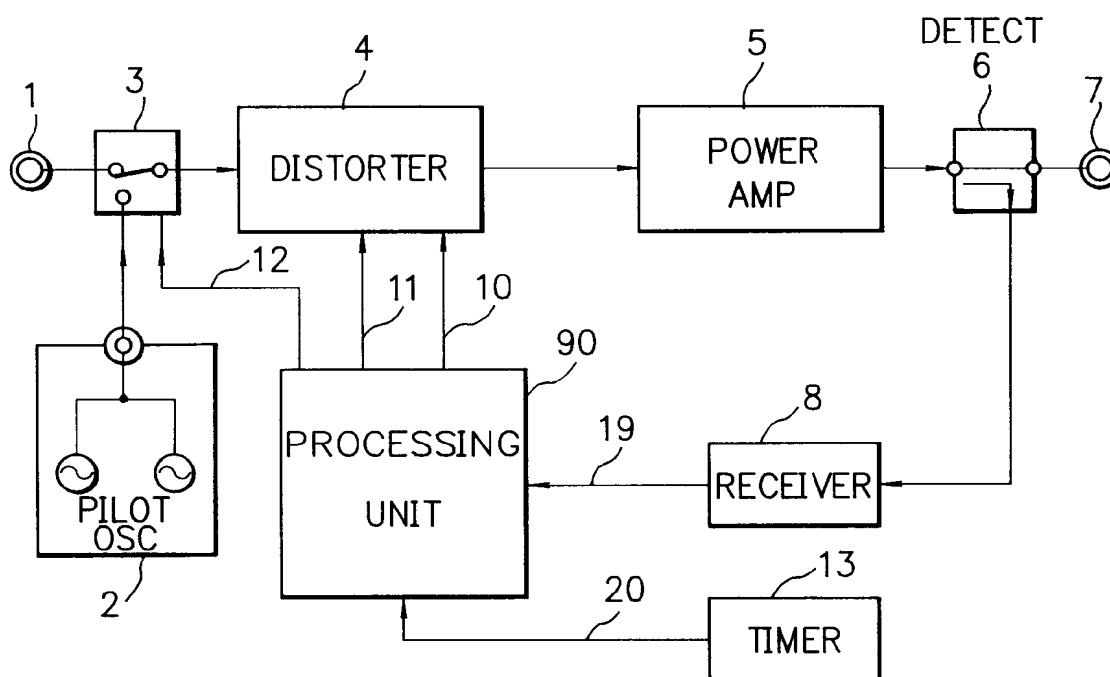 DETECT
6
1
3
4
5
7
DISTORTER
POWER
AMP
12
11
10
90
PILOT
OSC
2
PROCESSING
UNIT
19
8
RECEIVER
20
13
TIMER